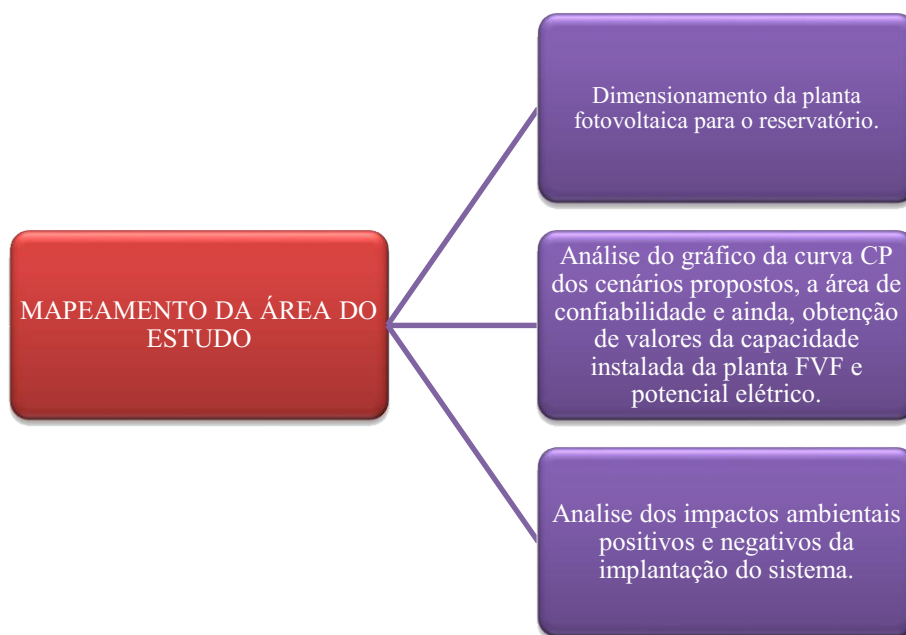 MAPEAMENTO DA ÁREA DO
ESTUDO
Dimensionamento da planta
fotovoltaica para o reservatório.
Análise do gráfico da curva CP
dos cenários propostos, a área de
confiabilidade e ainda, obtenção
de valores da capacidade
instalada da planta FVF e
potencial elétrico.
Analise dos impactos ambientais
positivos e negativos da
implantação do sistema.